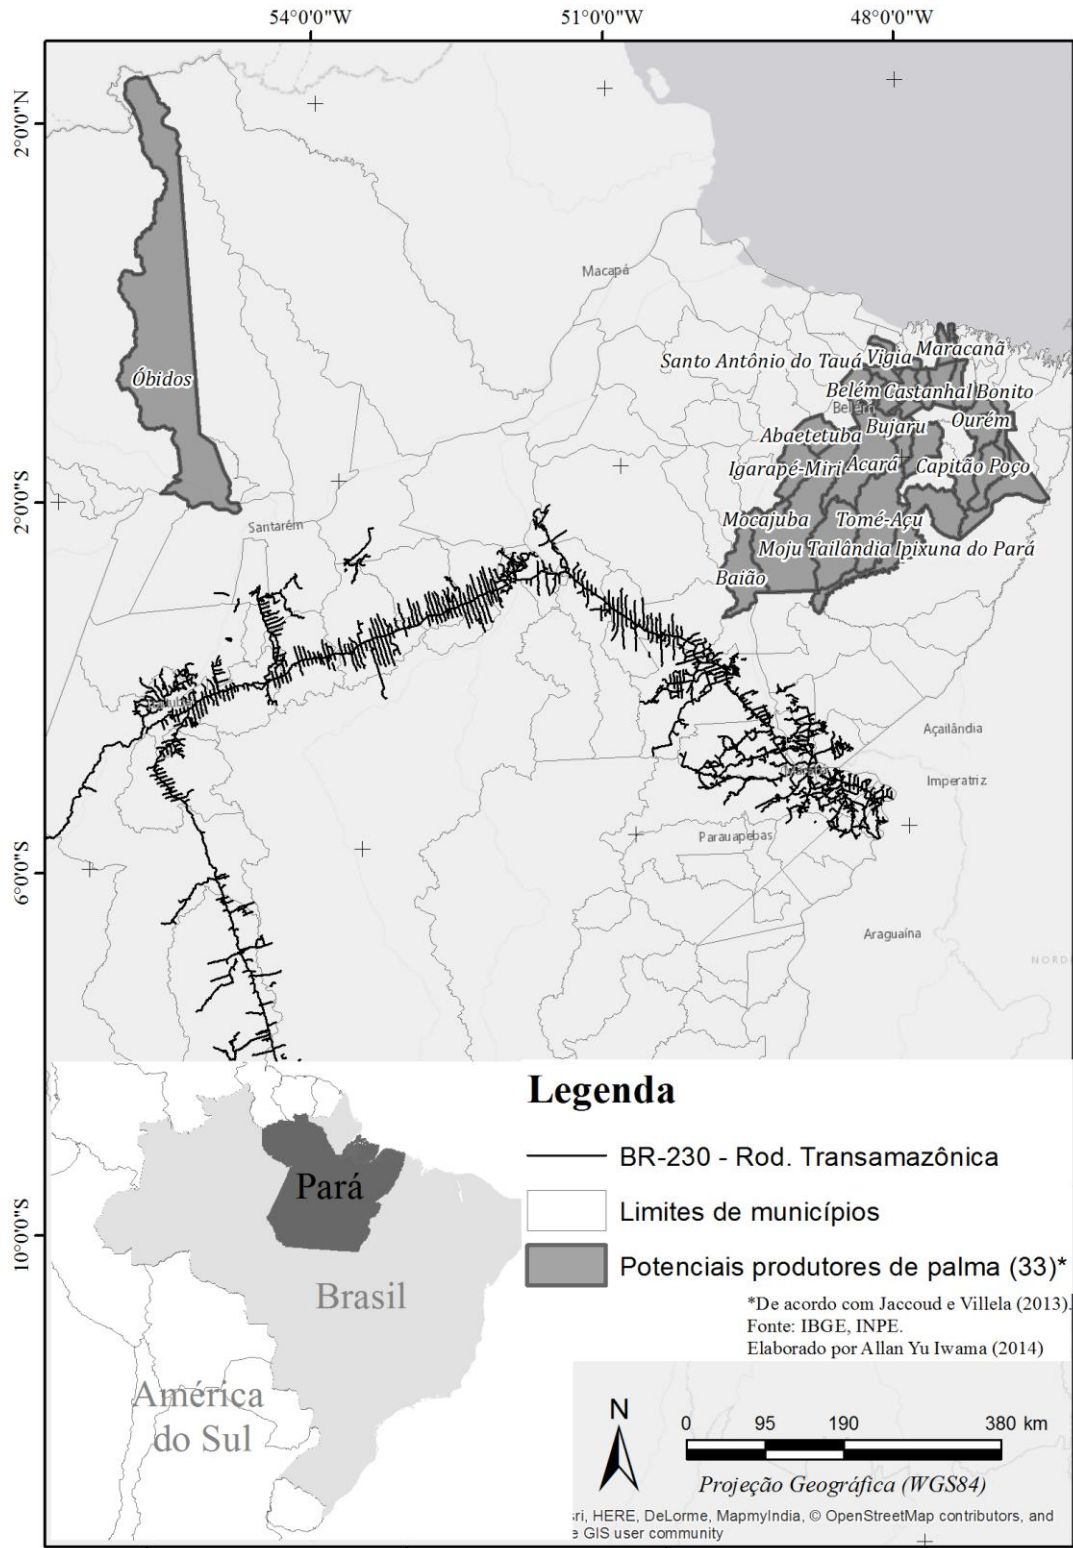 54°0'0"W 51°0'0"W 48°0'0"W
2°0'0"N
2°0'0"S
6°0'0"S
10°0'0"S
Macapá
Santo Antônio do Tauá Vigia Maracanã
Óbidos
Belém Castanhal Bonito
Belém
Abaetetuba Bujaru Ourém
Igarapé-Miri Acará Capitão Poço
Santarém
Mocajuba Tomé-Açu
Moju Tailândia Ipixuna do Pará
Baião
Açailândia
Imperatriz
Parauapebas
Araguaína
NORD
Legenda
BR-230 - Rod. Transamazônica
Limites de municípios
Potenciais produtores de palma (33)*
*De acordo com Jaccoud e Villela (2013).
Fonte: IBGE, INPE.
Elaborado por Allan Yu Iwama (2014)
Pará
Brasil
América
do Sul
N
0 95 190 380 km
Projeção Geográfica (WGS84)
sri, HERE, DeLorme, MapmyIndia, © OpenStreetMap contributors, and
e GIS user community